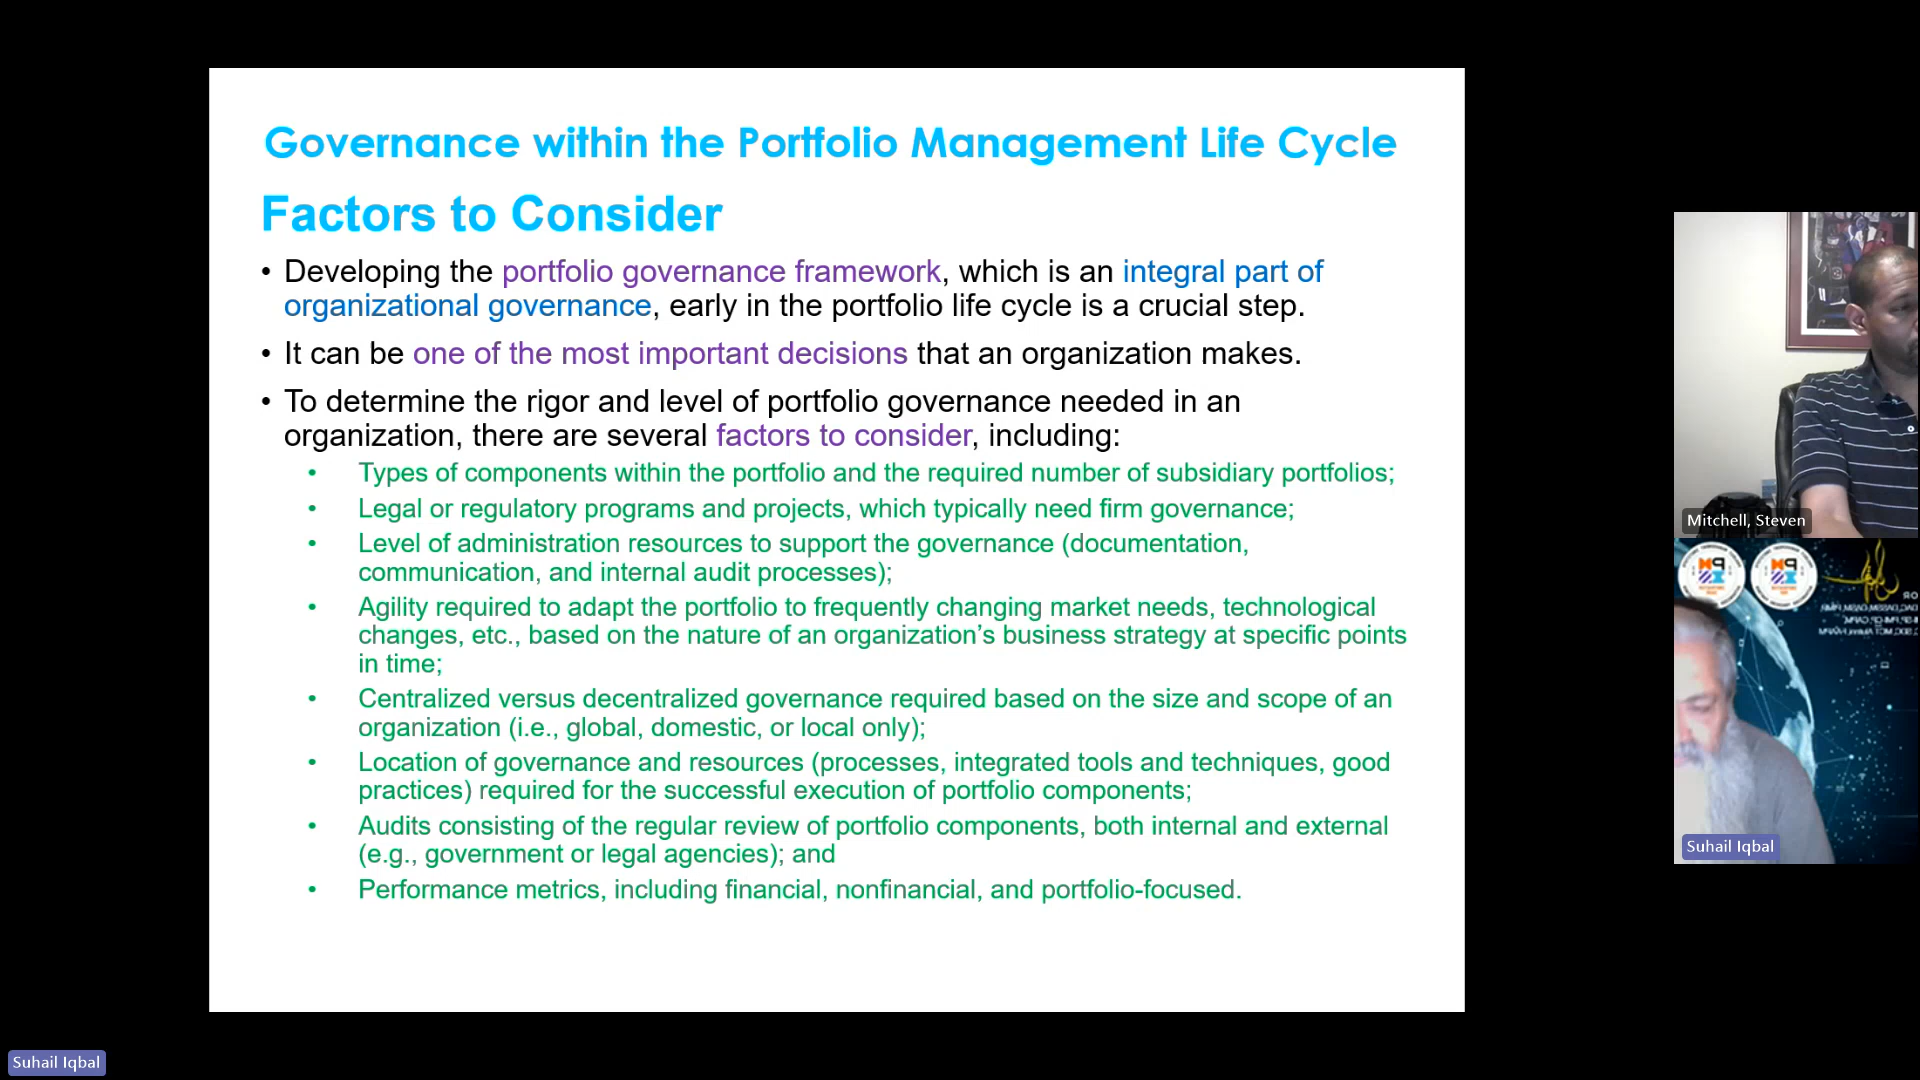 Governance within the Portfolio Management Life Cycle
Factors to Consider
• Developing the portfolio governance framework, which is an integral part of
organizational governance, early in the portfolio life cycle is a crucial step.
• It can be one of the most important decisions that an organization makes.
• To determine the rigor and level of portfolio governance needed in an
organization, there are several factors to consider, including:
• Types of components within the portfolio and the required number of subsidiary portfolios;
• Legal or regulatory programs and projects, which typically need firm governance;
• Level of administration resources to support the governance (documentation,
communication, and internal audit processes);
• Agility required to adapt the portfolio to frequently changing market needs, technological
changes, etc., based on the nature of an organization’s business strategy at specific points
in time;
• Centralized versus decentralized governance required based on the size and scope of an
organization (i.e., global, domestic, or local only);
• Location of governance and resources (processes, integrated tools and techniques, good
practices) required for the successful execution of portfolio components;
• Audits consisting of the regular review of portfolio components, both internal and external
(e.g., government or legal agencies); and
• Performance metrics, including financial, nonfinancial, and portfolio-focused.
Mitchell, Steven
Suhail Iqbal
Suhail Iqbal